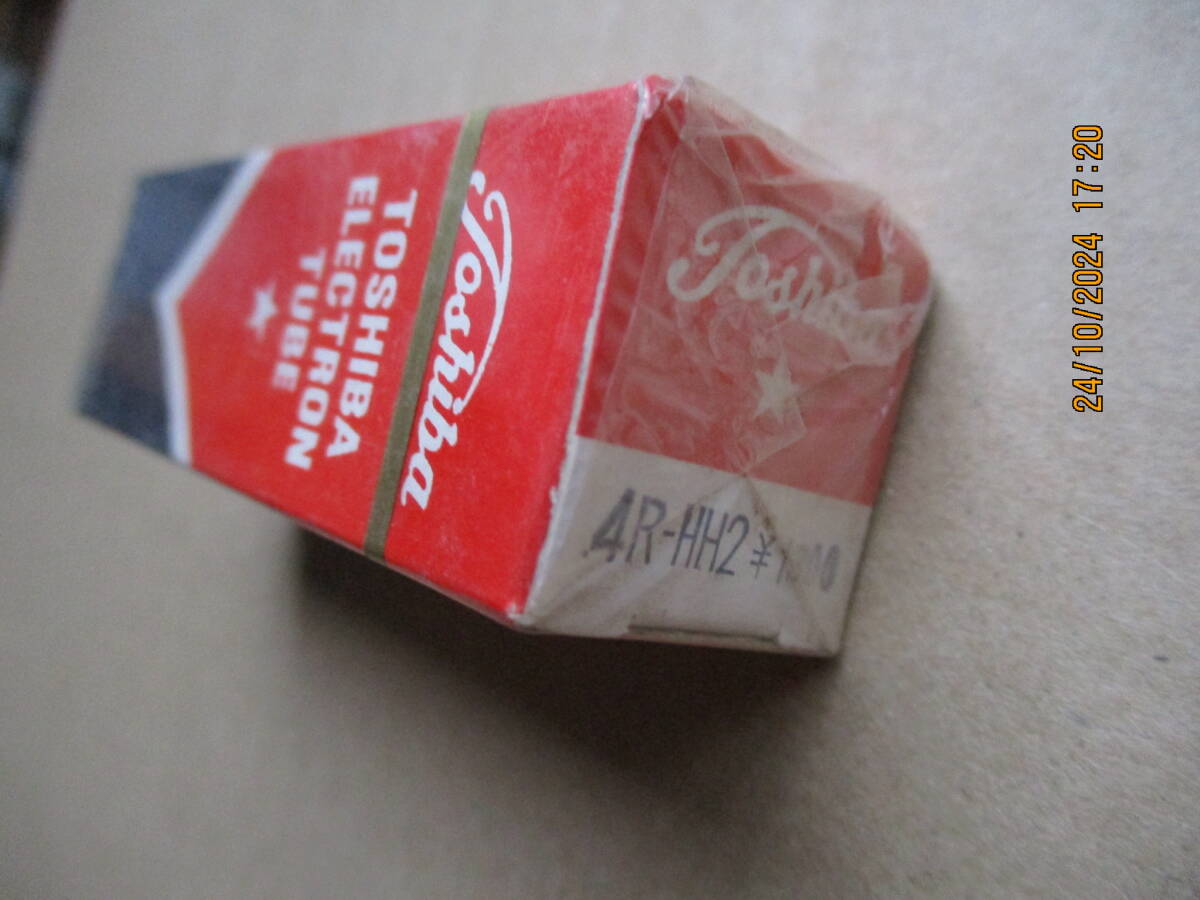 Toshiba
TOSHIBA
ELECTRON
TUBE
Toshiba
4R-HH2 ¥
24/10/2024 17:20